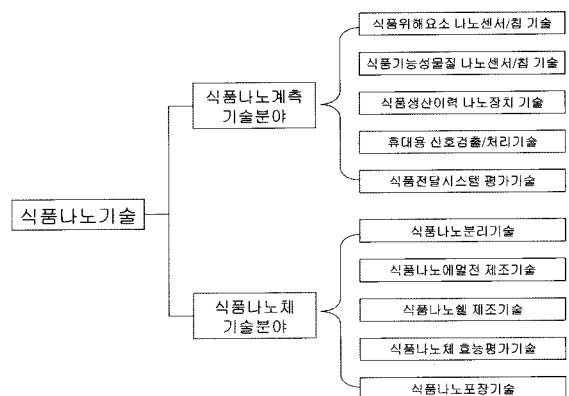 식품나노기술
식품나노계측
기술분야
식품위해요소 나노센서/칩 기술
식품기능성물질 나노센서/칩 기술
식품생산이력 나노장치 기술
휴대용 신호검출/처리기술
식품전달시스템 평가기술
식품나노체
기술분야
식품나노분리기술
식품나노에멀전 제조기술
식품나노쉘 제조기술
식품나노체 효능평가기술
식품나노포장기술